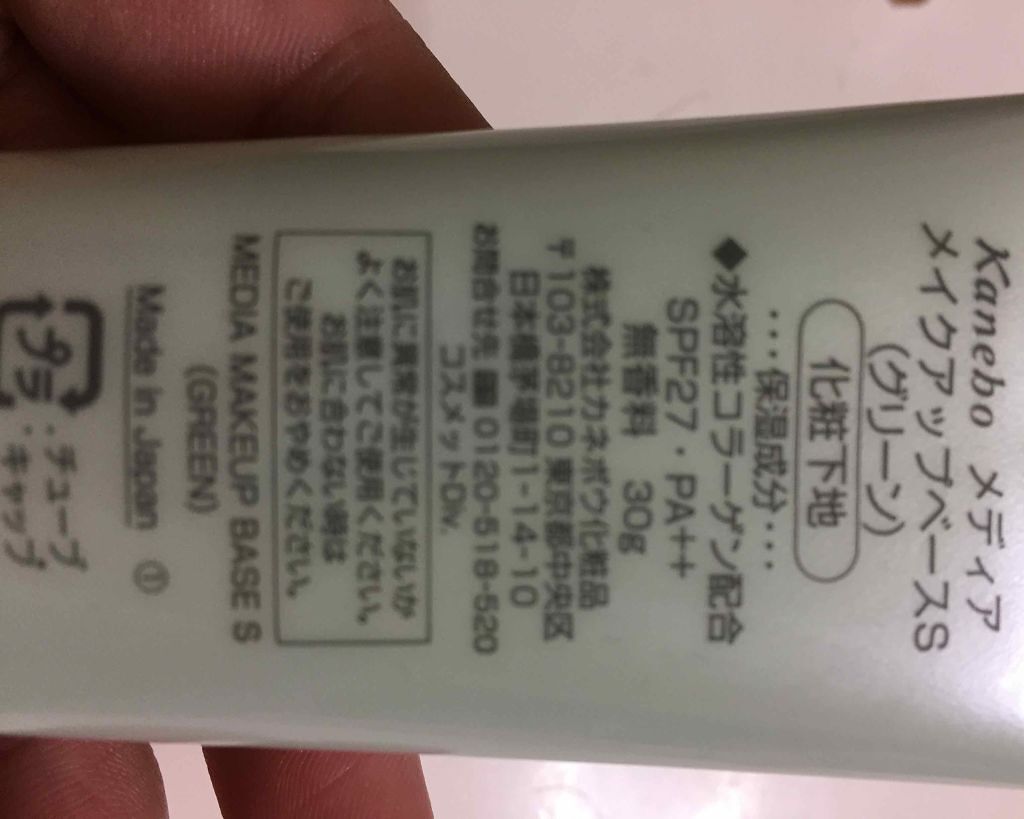 Kanebo メディア
メイクアップベースS
(グリーン)
化粧下地
･･･保湿成分･･･
◆水溶性コラーゲン配合
SPF27・PA++
無香料 30g
株式会社カネボウ化粧品
〒103-8210 東京都中央区
日本橋茅場町1-14-10
お問合せ先 0120-518-520
コスメットDiv.
お肌に異常が生じていないか
よく注意してご使用ください。
お肌に合わない時は
ご使用をおやめください。
MEDIA MAKEUP BASE S
(GREEN)
Made in Japan ①
プラ :チューブ
:キャップ